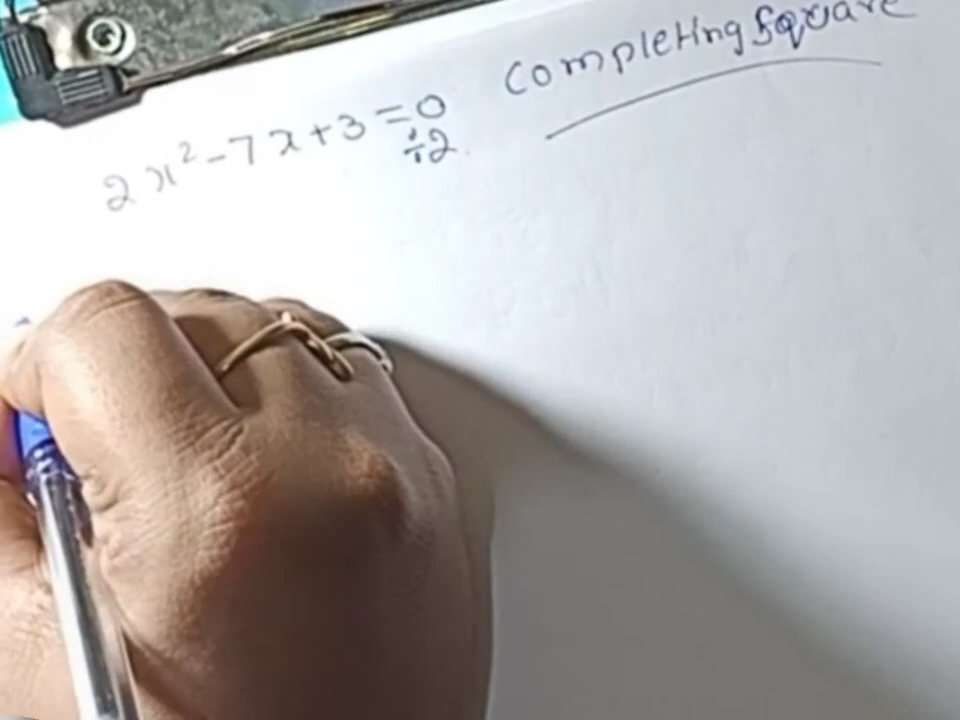 Completing Square
2x² - 7x + 3 = 0
÷2